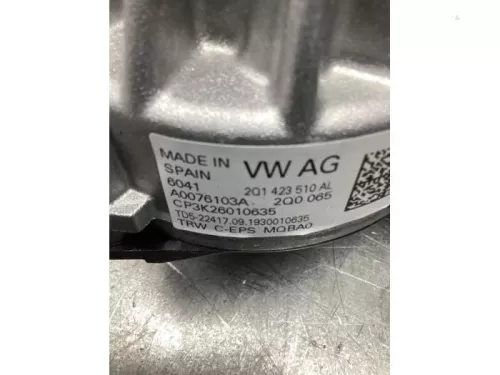 MADE IN
SPAIN
VW AG
6041
2Q1 423 510 AL
A0076103A
2Q0 065
CP3K26010635
TD5-22417.09.1930010635
TRW C-EPS MQBA0